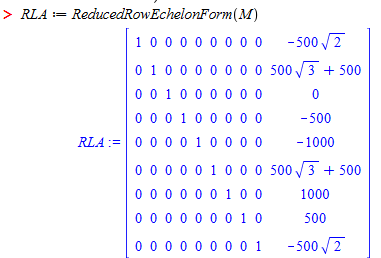 > RLA := ReducedRowEchelonForm(M)
1 0 0 0 0 0 0 0 0 -500√2
0 1 0 0 0 0 0 0 0 500√3 + 500
0 0 1 0 0 0 0 0 0 0
0 0 0 1 0 0 0 0 0 -500
RLA := 0 0 0 0 1 0 0 0 0 -1000
0 0 0 0 0 1 0 0 0 500√3 + 500
0 0 0 0 0 0 1 0 0 1000
0 0 0 0 0 0 0 1 0 500
0 0 0 0 0 0 0 0 1 -500√2